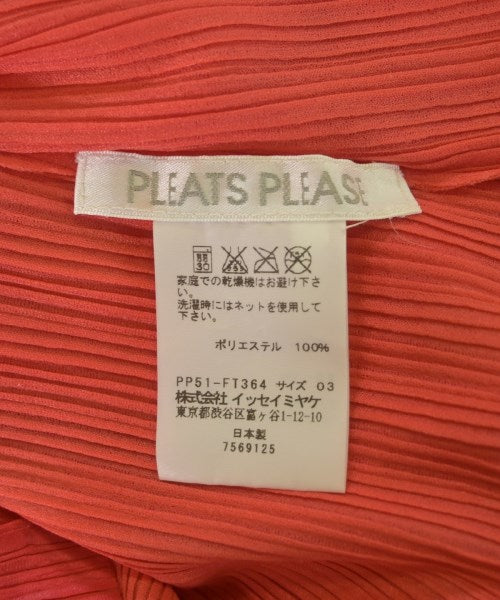 PLEATS PLEASE
弱 30
家庭での乾燥機はお避け下さ
い。
洗濯時にはネットを使用して
下さい。
ポリエステル 100%
PP51-FT364 サイズ 03
株式会社 イッセイミヤケ
東京都渋谷区富ヶ谷1-12-10
日本製
7569125